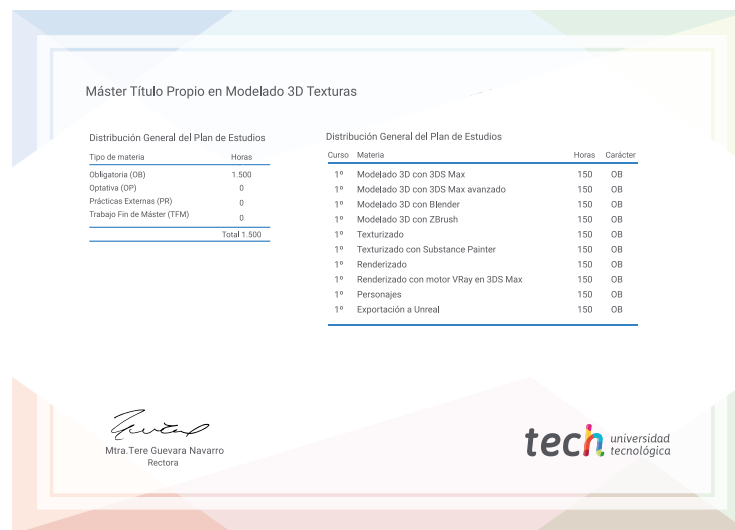 Máster Título Propio en Modelado 3D Texturas
Distribución General del Plan de Estudios
Tipo de materia Horas
Obligatoria (OB) 1.500
Optativa (OP) 0
Prácticas Externas (PR) 0
Trabajo Fin de Máster (TFM) 0
Total 1.500
Distribución General del Plan de Estudios
Curso Materia Horas Carácter
1º Modelado 3D con 3DS Max 150 OB
1º Modelado 3D con 3DS Max avanzado 150 OB
1º Modelado 3D con Blender 150 OB
1º Modelado 3D con ZBrush 150 OB
1º Texturizado 150 OB
1º Texturizado con Substance Painter 150 OB
1º Renderizado 150 OB
1º Renderizado con motor VRay en 3DS Max 150 OB
1º Personajes 150 OB
1º Exportación a Unreal 150 OB
Mtra.Tere Guevara Navarro
Rectora
tech universidad
tecnológica